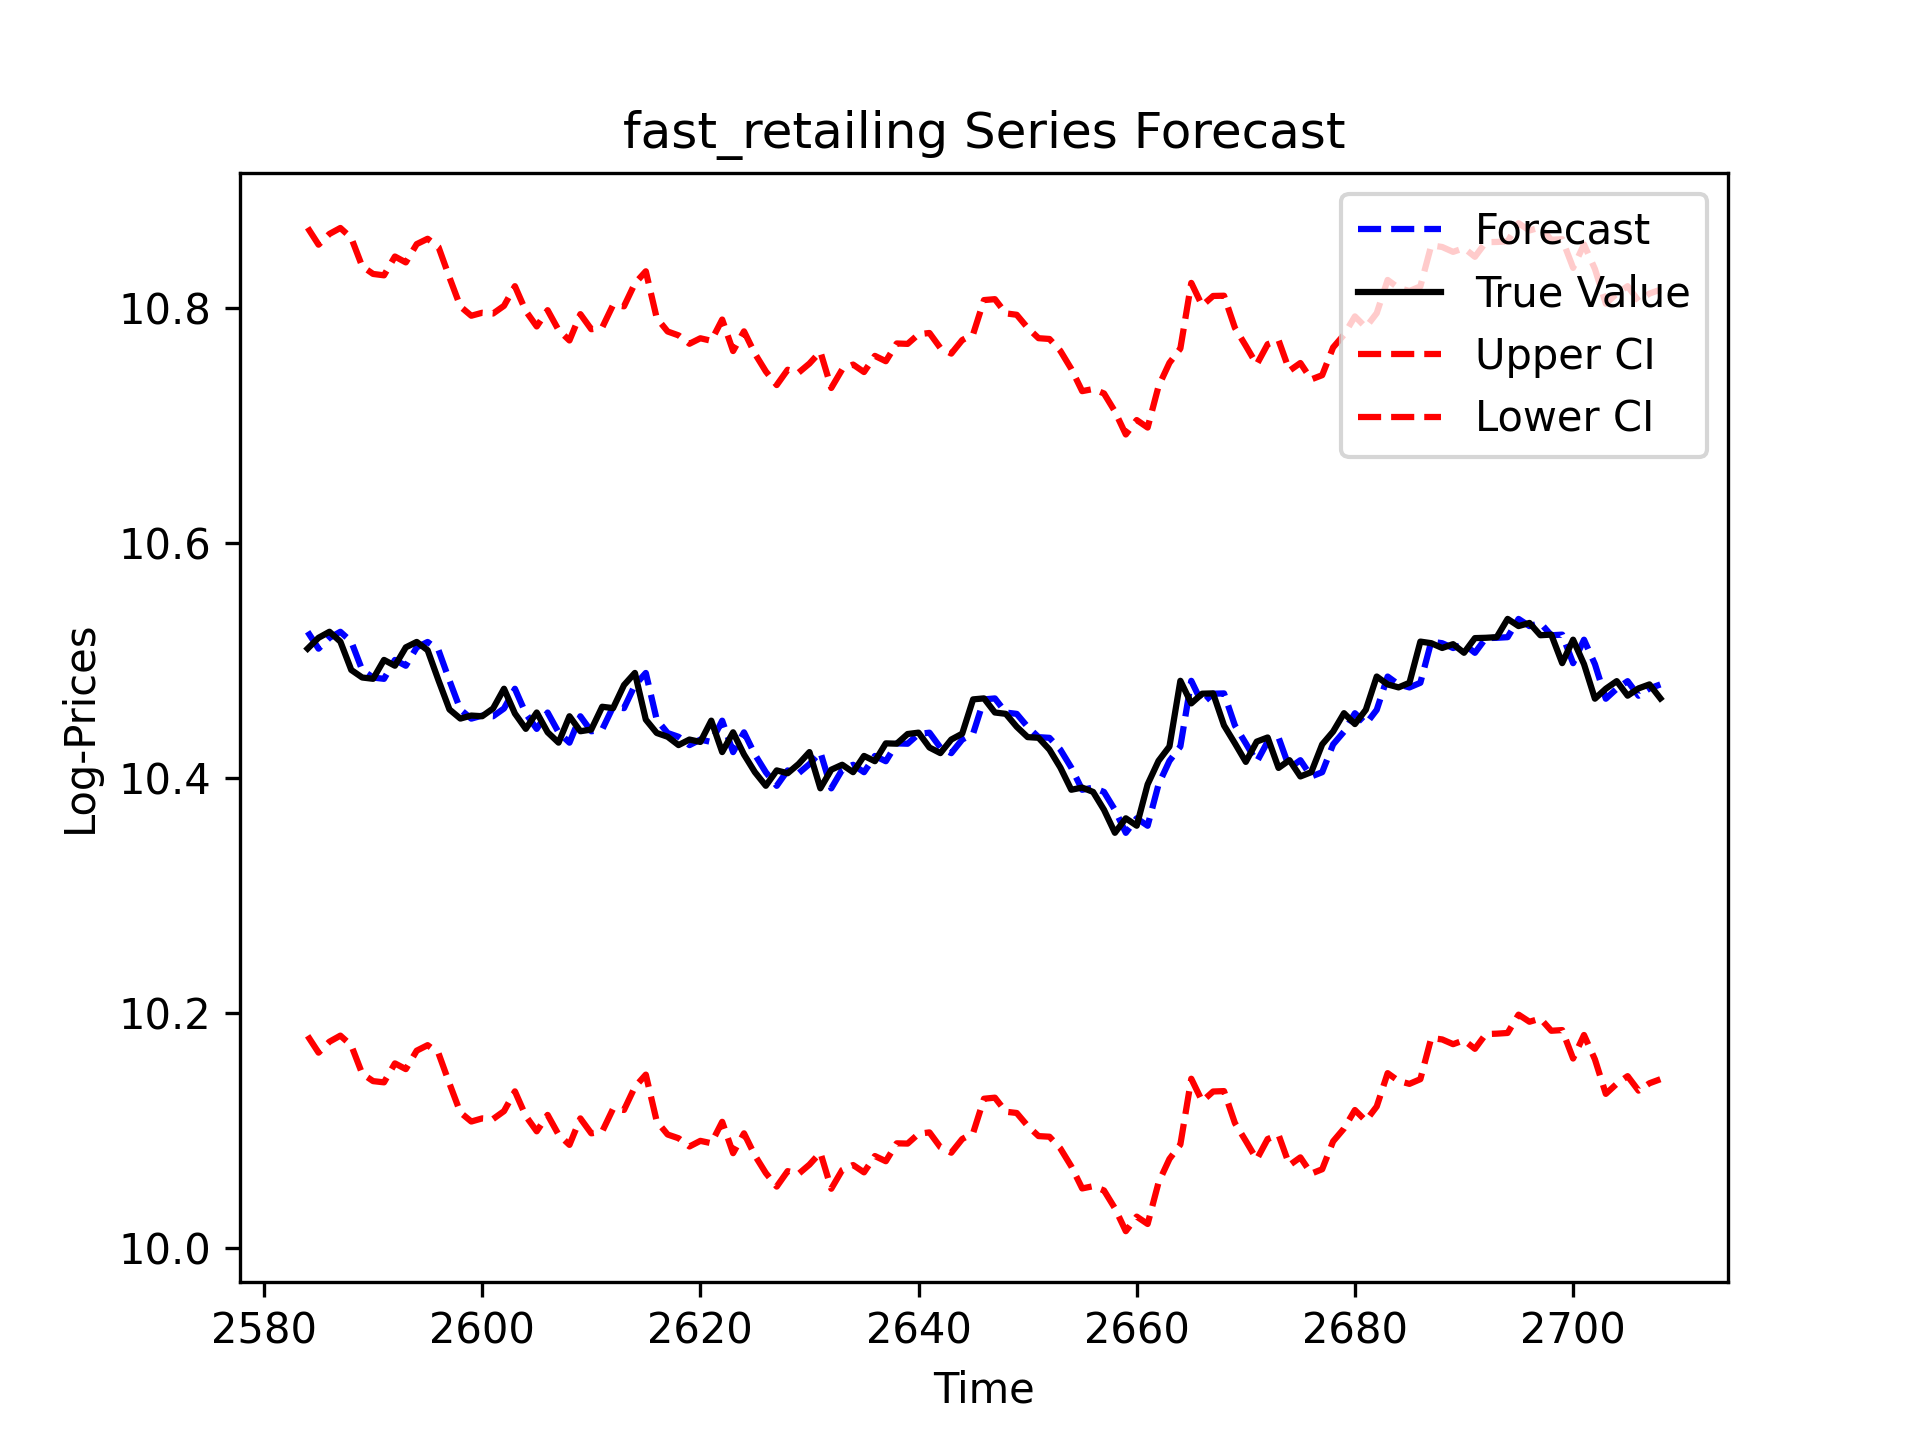 fast_retailing Series Forecast
Forecast
True Value
Upper CI
Lower CI
Log-Prices
10.8
10.6
10.4
10.2
10.0
2580 2600 2620 2640 2660 2680 2700
Time